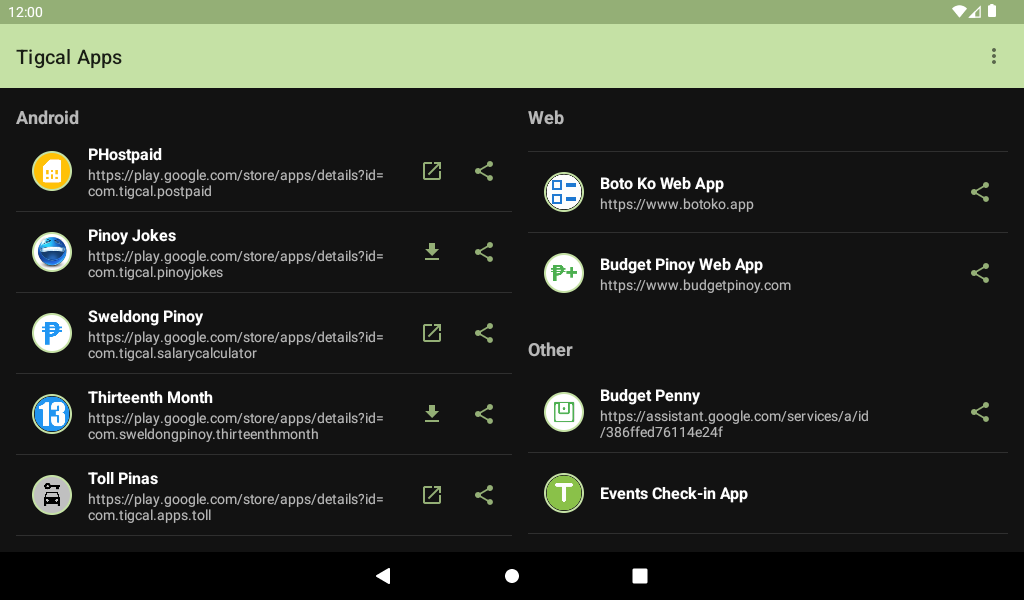 12:00
Tigcal Apps
Android
PHostpaid
https://play.google.com/store/apps/details?id=
com.tigcal.postpaid
Pinoy Jokes
https://play.google.com/store/apps/details?id=
com.tigcal.pinoyjokes
Sweldong Pinoy
https://play.google.com/store/apps/details?id=
com.tigcal.salarycalculator
13
Thirteenth Month
https://play.google.com/store/apps/details?id=
com.sweldongpinoy.thirteenthmonth
Toll Pinas
https://play.google.com/store/apps/details?id=
com.tigcal.apps.toll
Web
Boto Ko Web App
https://www.botoko.app
₱+
Budget Pinoy Web App
https://www.budgetpinoy.com
Other
Budget Penny
https://assistant.google.com/services/a/id
/386ffed76114e24f
T
Events Check-in App